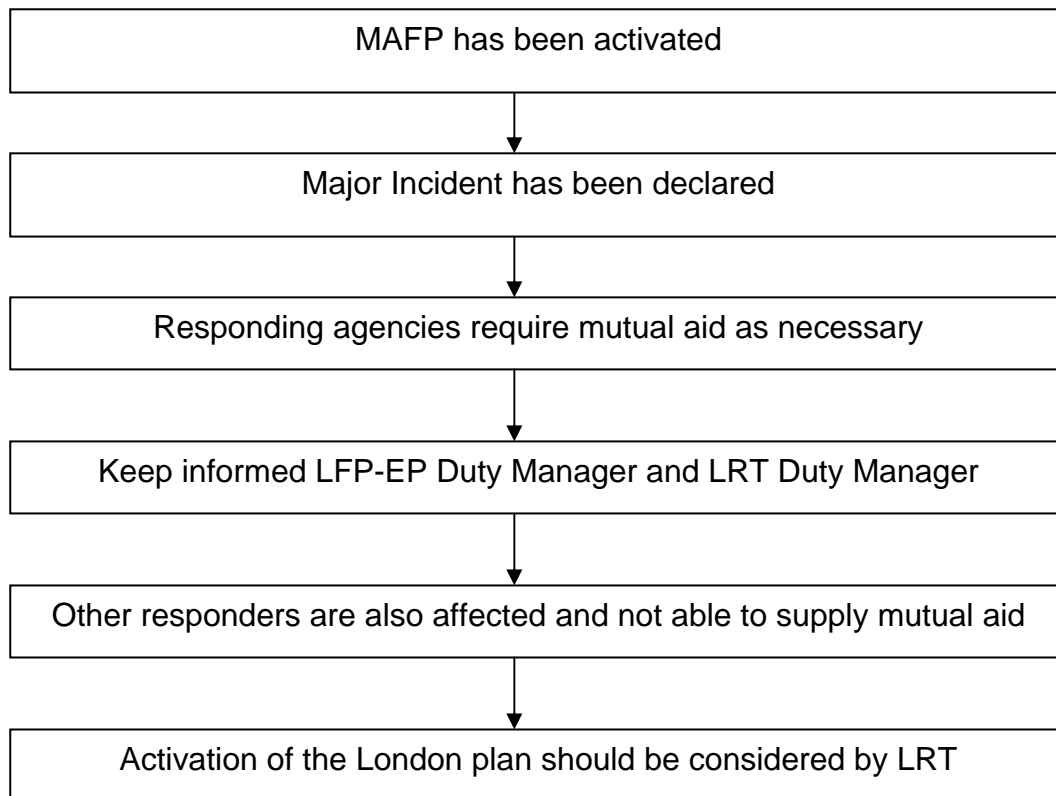 MAFP has been activated
Major Incident has been declared
Responding agencies require mutual aid as necessary
Keep informed LFP-EP Duty Manager and LRT Duty Manager
Other responders are also affected and not able to supply mutual aid
Activation of the London plan should be considered by LRT